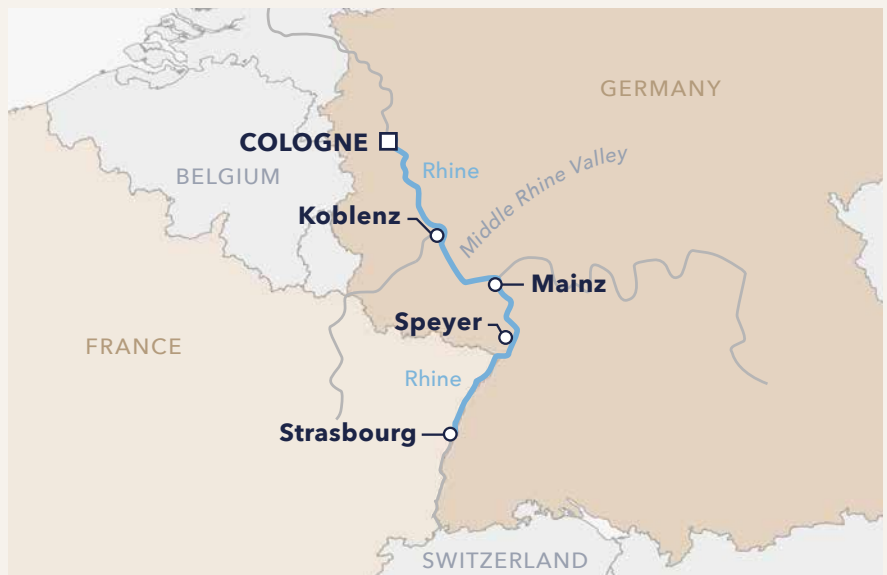 GERMANY
COLOGNE
BELGIUM
Rhine
Middle Rhine Valley
Koblenz
Mainz
Speyer
FRANCE
Rhine
Strasbourg
SWITZERLAND